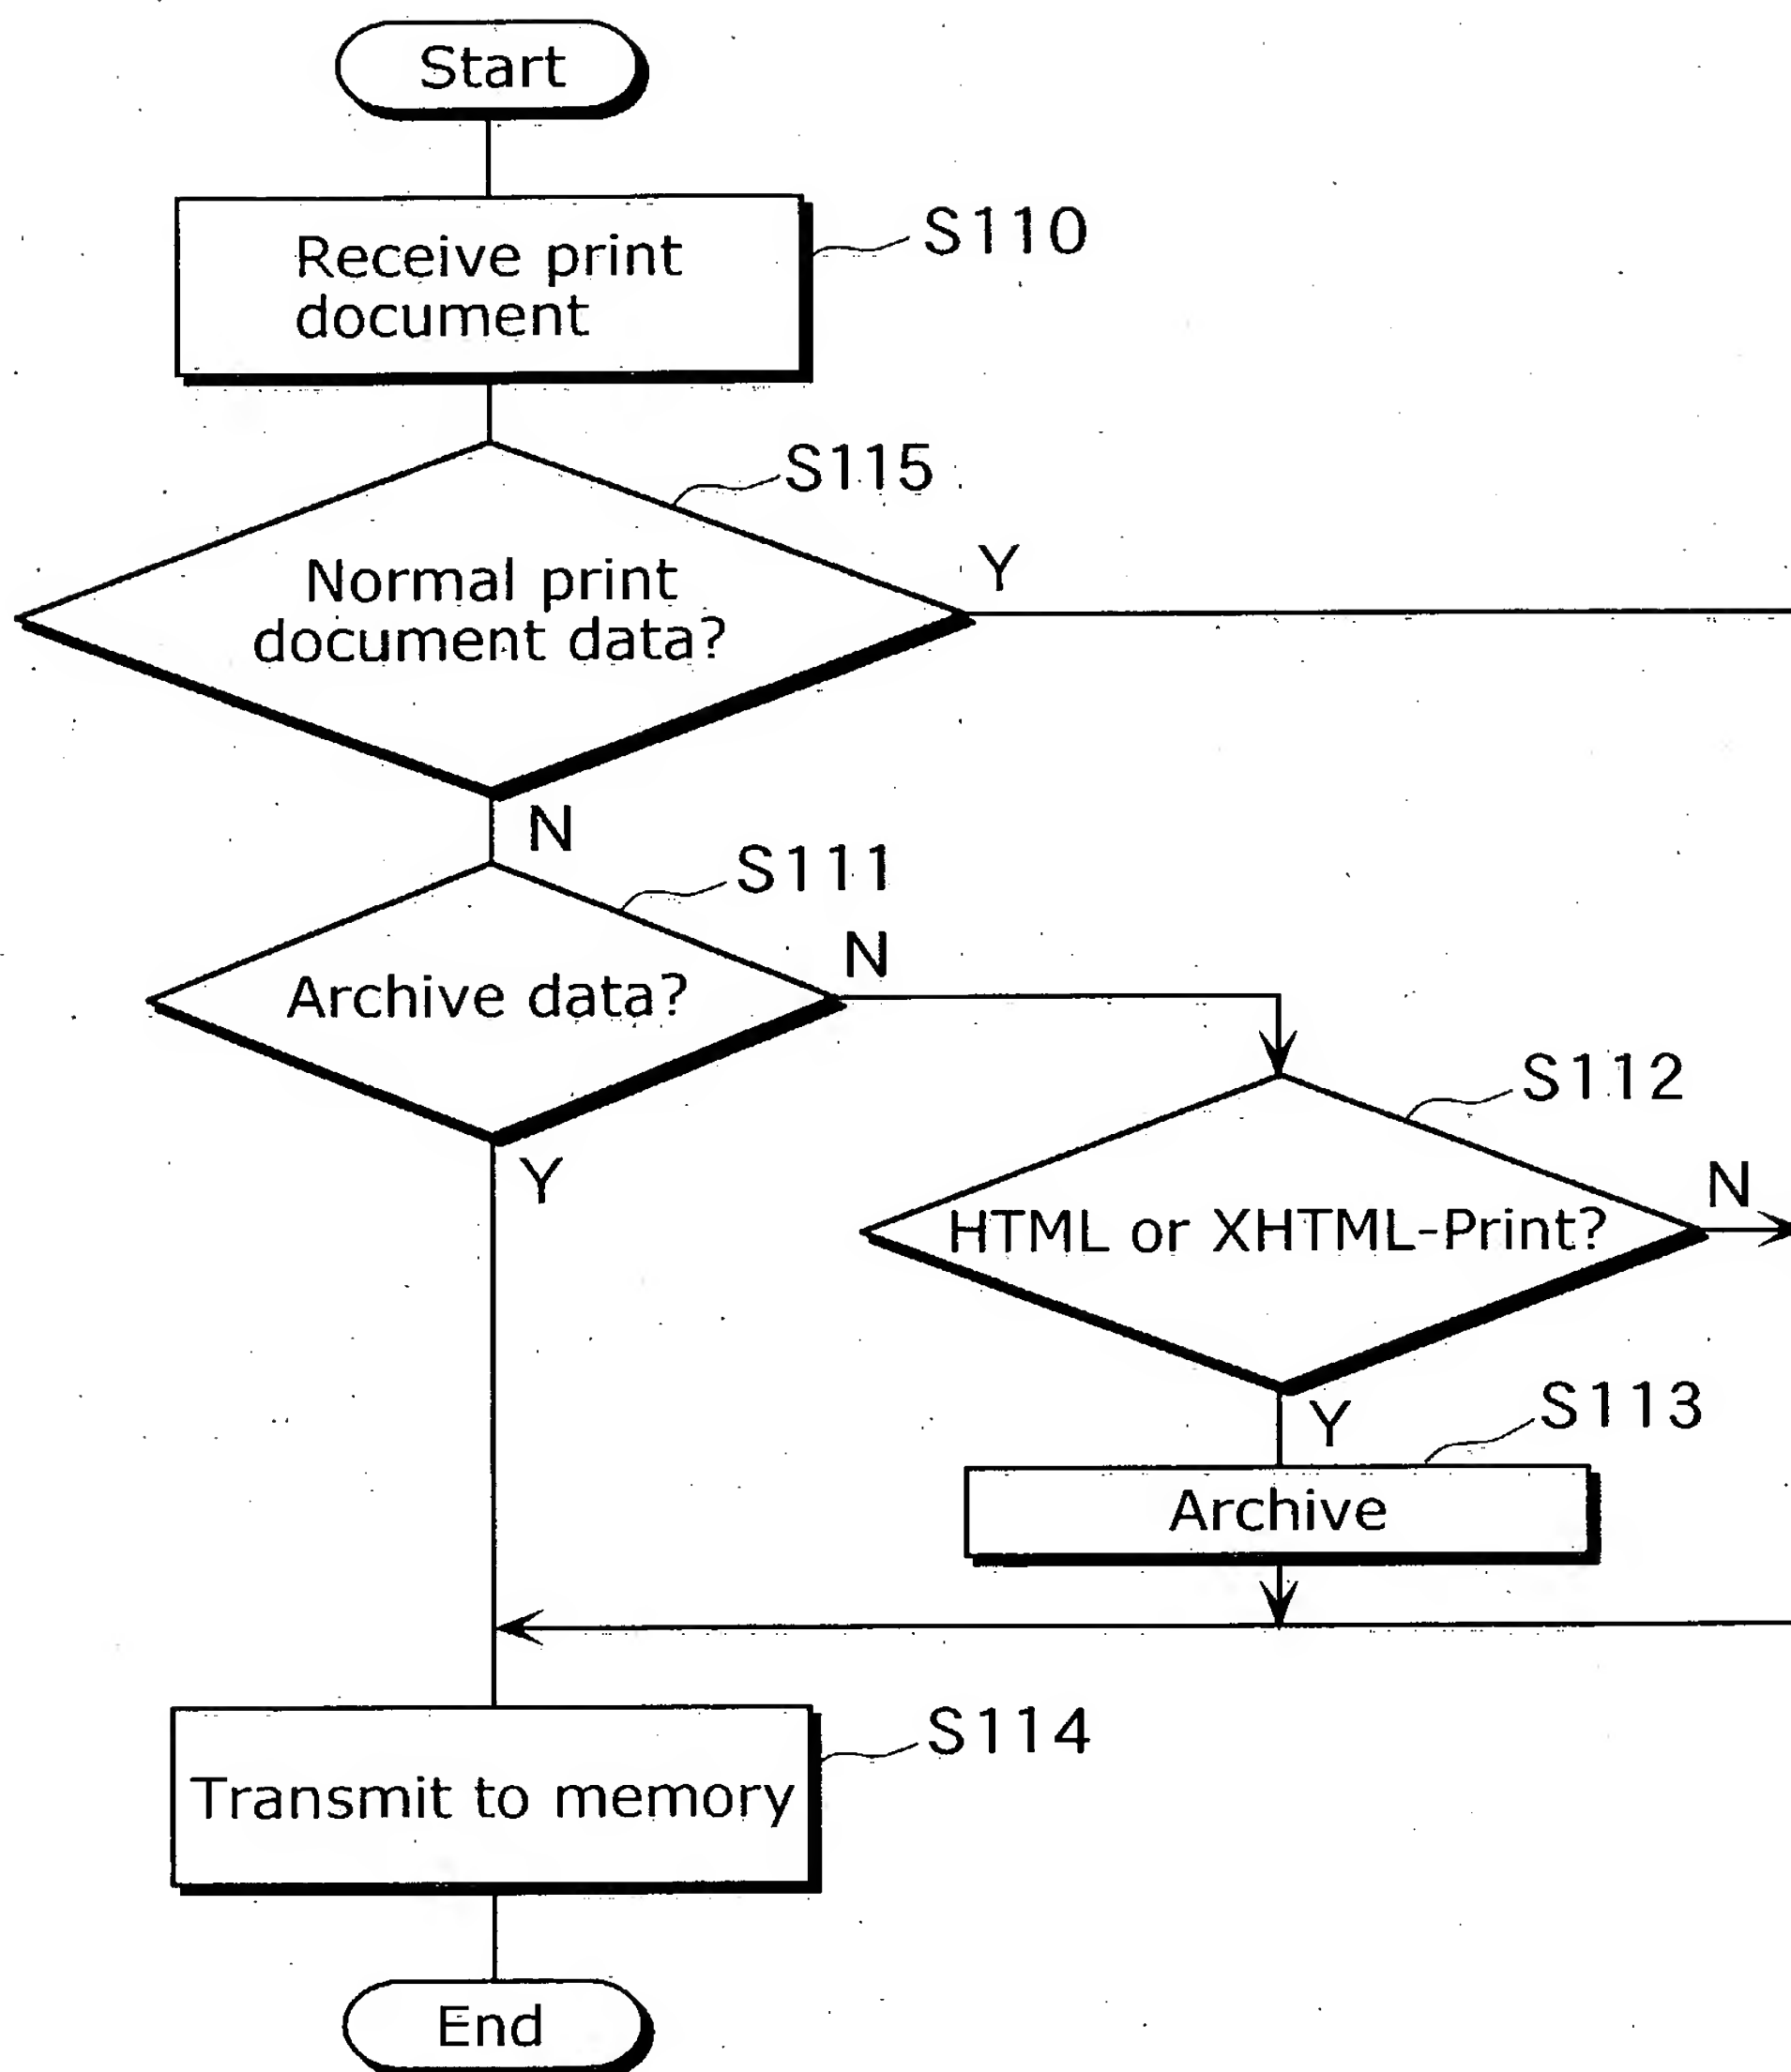 Start
Receive print
document
S110
S115
Normal print
document data?
Y
N
S111
Archive data?
N
Y
S112
HTML or XHTML-Print?
N
Y
S113
Archive
S114
Transmit to memory
End